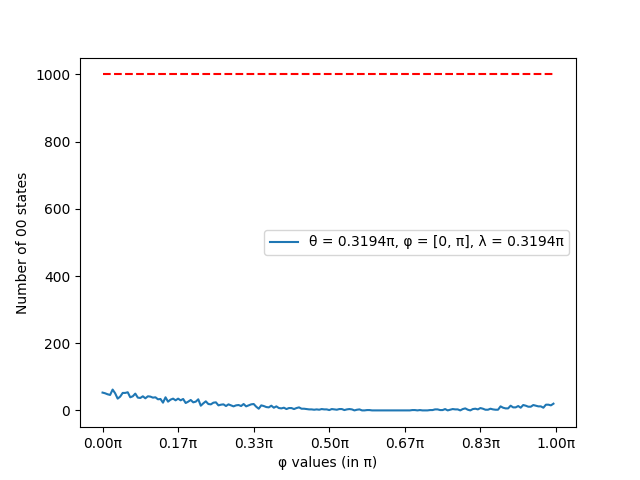 1000
800
600
400
200
0
Number of 00 states
θ = 0.3194π, φ = [0, π], λ = 0.3194π
0.00π 0.17π 0.33π 0.50π 0.67π 0.83π 1.00π
φ values (in π)